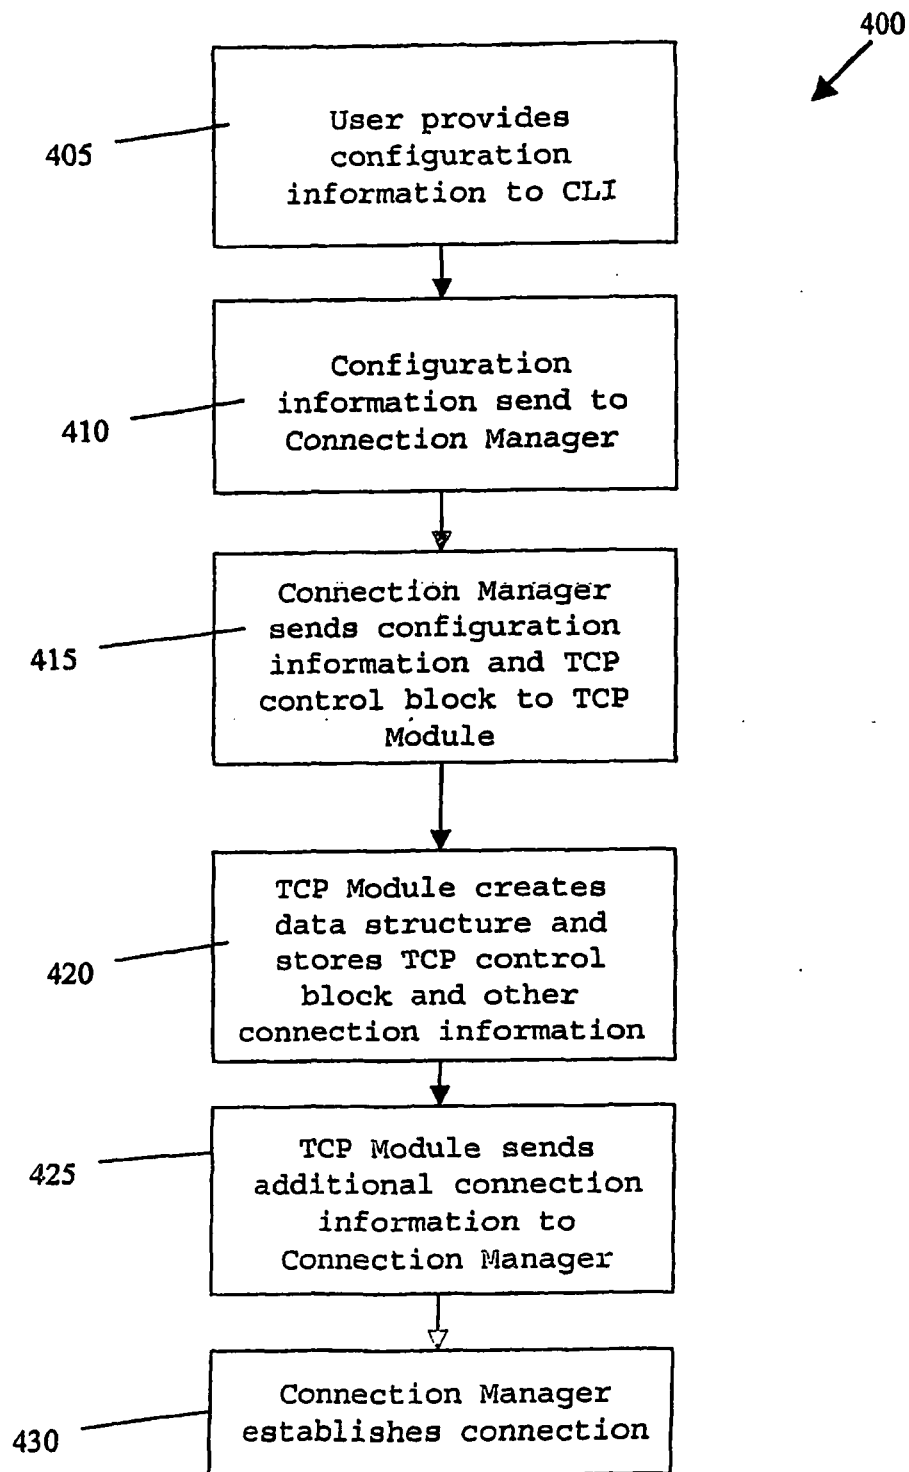 400
405
User provides
configuration
information to CLI
410
Configuration
information send to
Connection Manager
415
Connection Manager
sends configuration
information and TCP
control block to TCP
Module
420
TCP Module creates
data structure and
stores TCP control
block and other
connection information
425
TCP Module sends
additional connection
information to
Connection Manager
430
Connection Manager
establishes connection